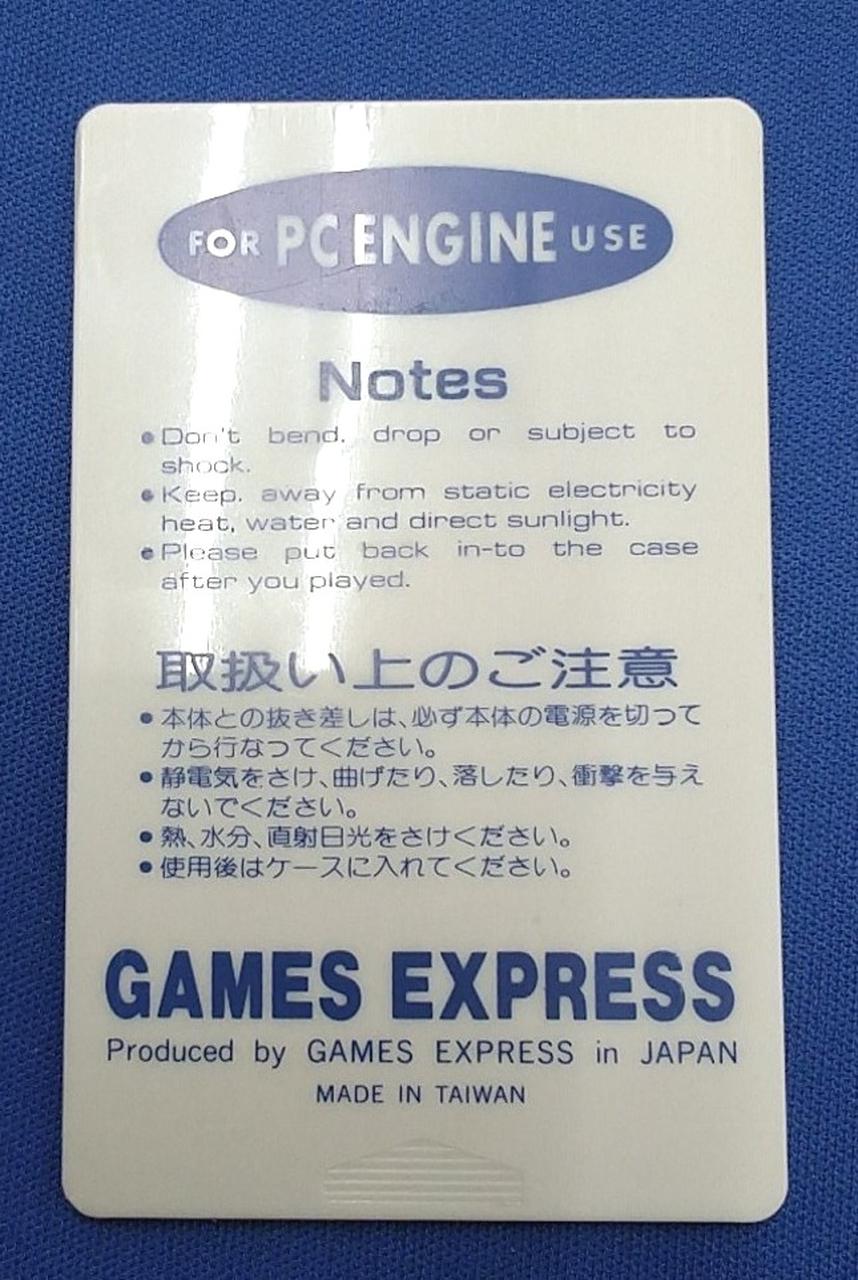 FOR PC ENGINE USE
Notes
●Don't bend. drop or subject to
shock.
●Keep. away from static electricity
heat, water and direct sunlight.
●Please put back in-to the case
after you played.
取扱い上のご注意
●本体との抜き差しは、必ず本体の電源を切って
から行なってください。
●静電気をさけ、曲げたり、落したり、衝撃を与え
ないでください。
●熱、水分、直射日光をさけください。
●使用後はケースに入れてください。
GAMES EXPRESS
Produced by GAMES EXPRESS in JAPAN
MADE IN TAIWAN